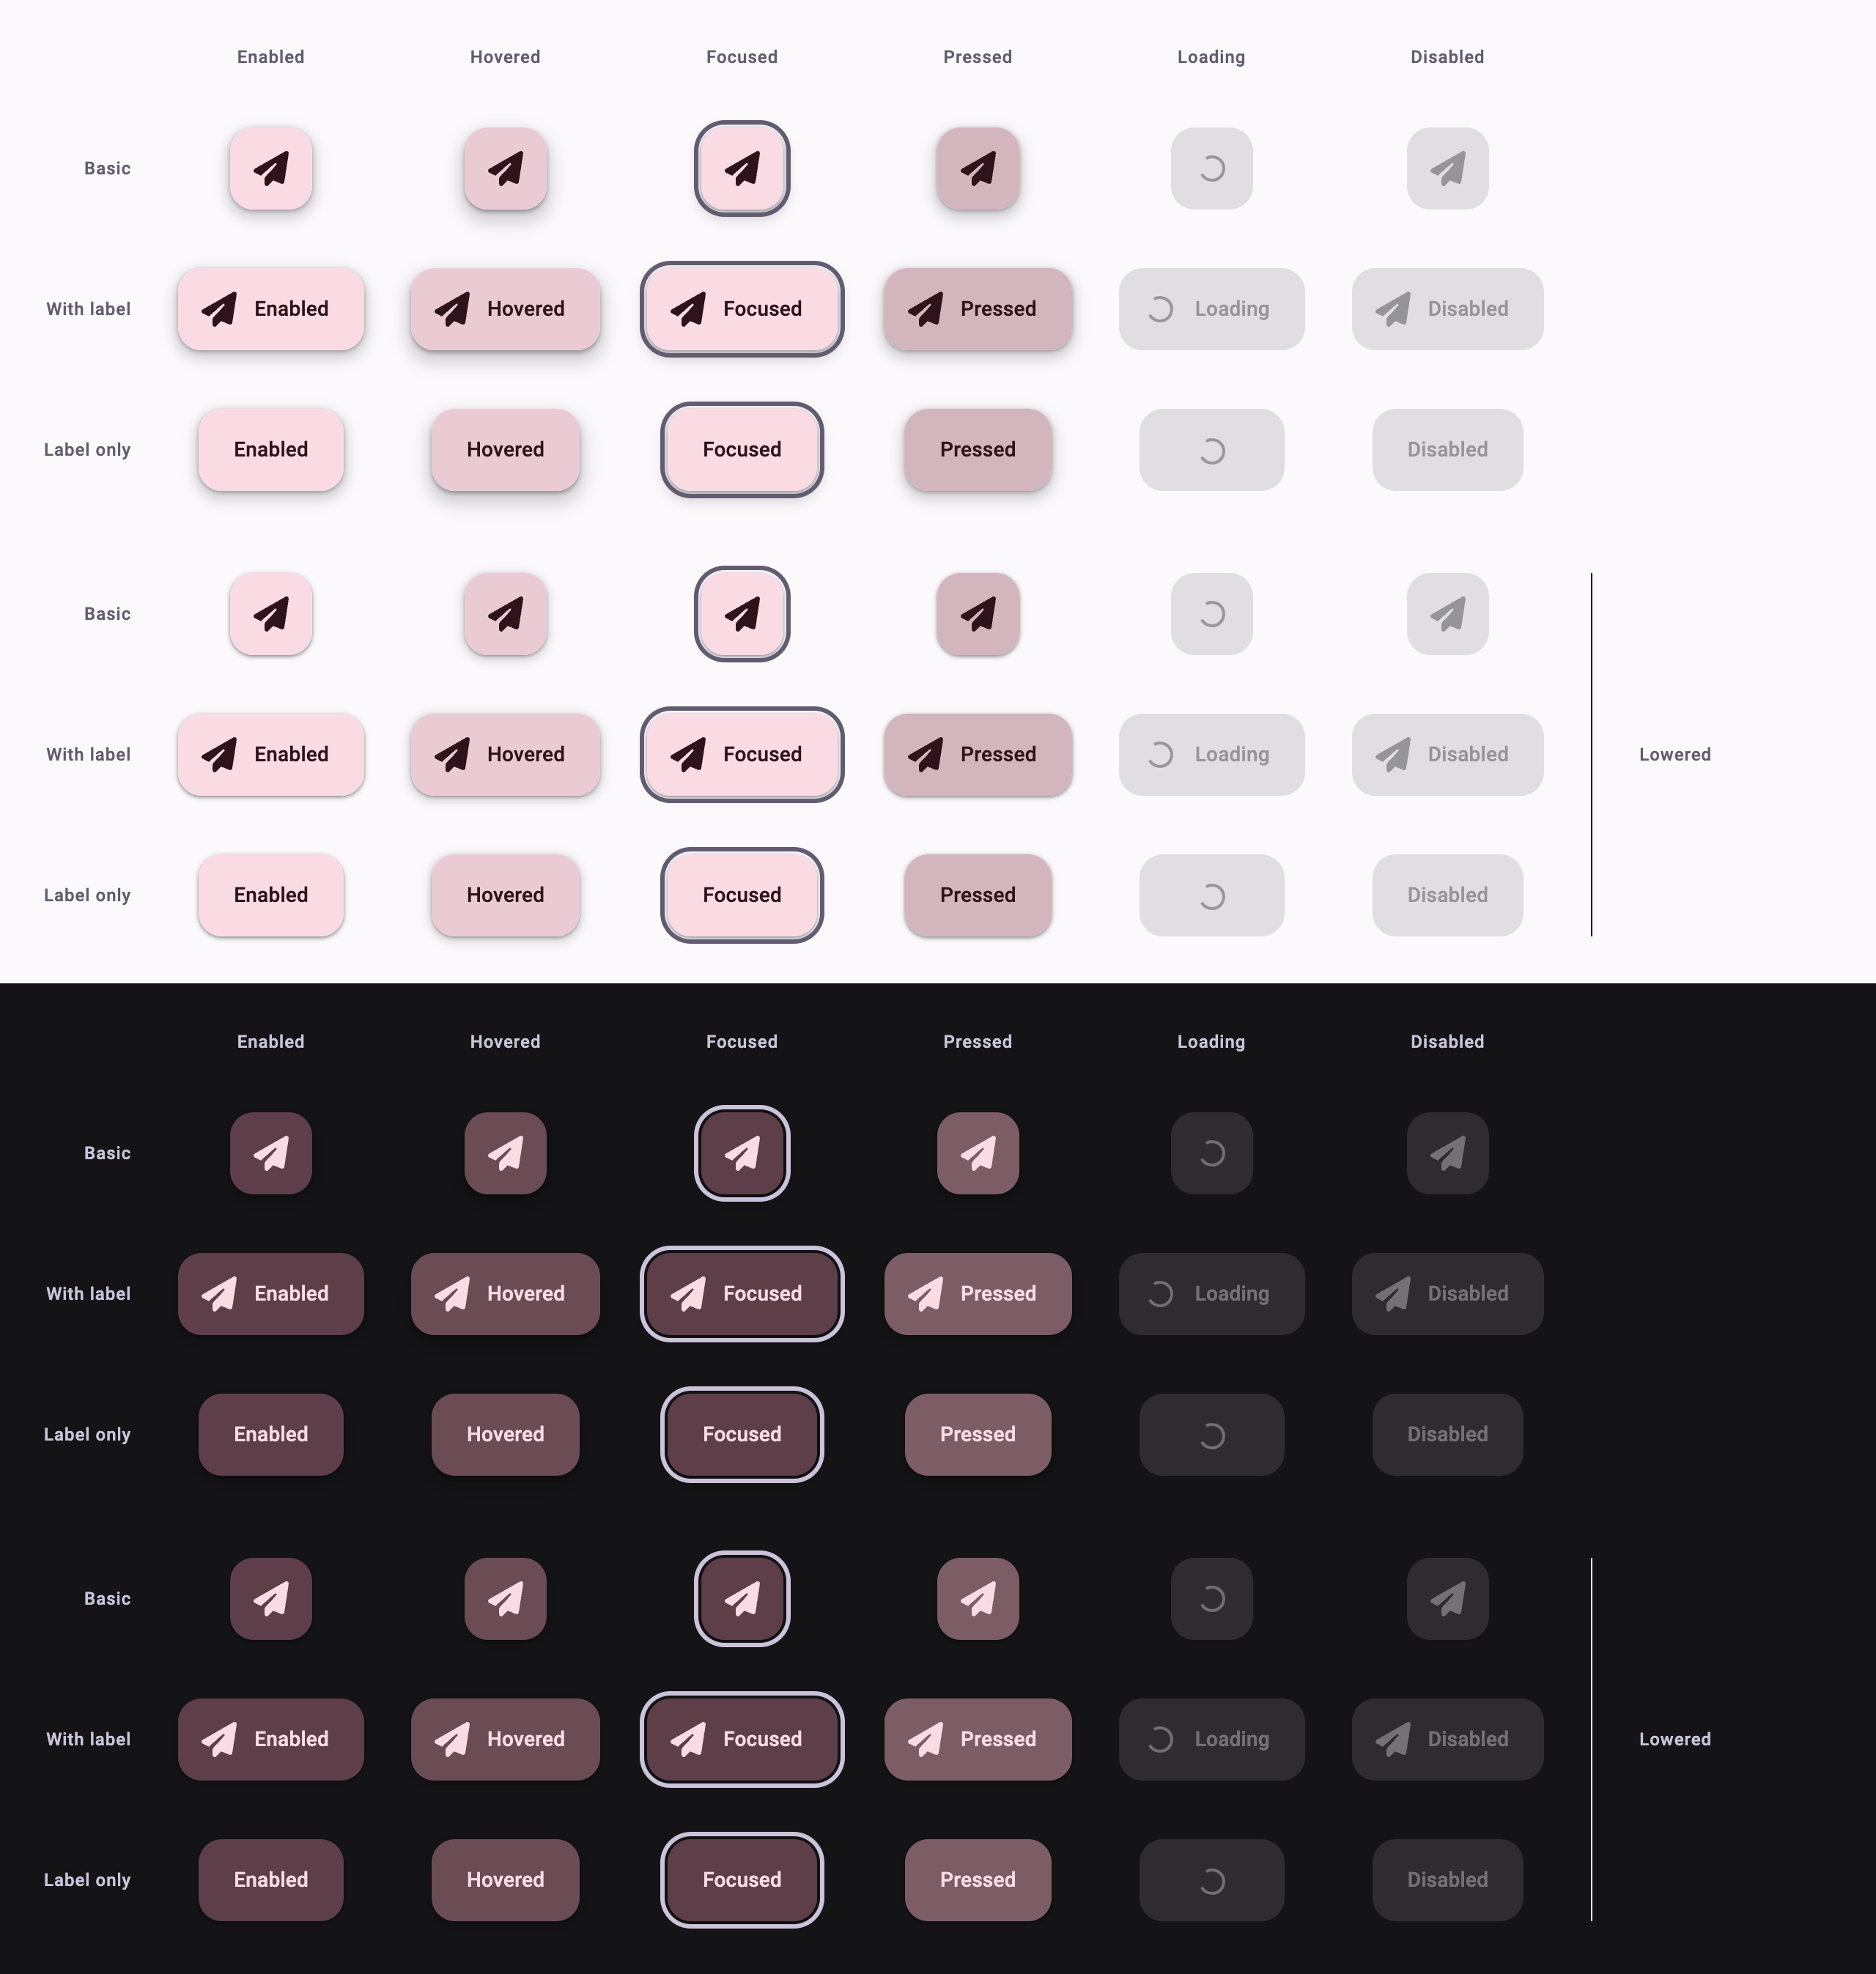 Enabled Hovered Focused Pressed Loading Disabled
Basic
With label Enabled Hovered Focused Pressed Loading Disabled
Label only Enabled Hovered Focused Pressed Disabled
Basic
With label Enabled Hovered Focused Pressed Loading Disabled Lowered
Label only Enabled Hovered Focused Pressed Disabled
Enabled Hovered Focused Pressed Loading Disabled
Basic
With label Enabled Hovered Focused Pressed Loading Disabled
Label only Enabled Hovered Focused Pressed Disabled
Basic
With label Enabled Hovered Focused Pressed Loading Disabled Lowered
Label only Enabled Hovered Focused Pressed Disabled